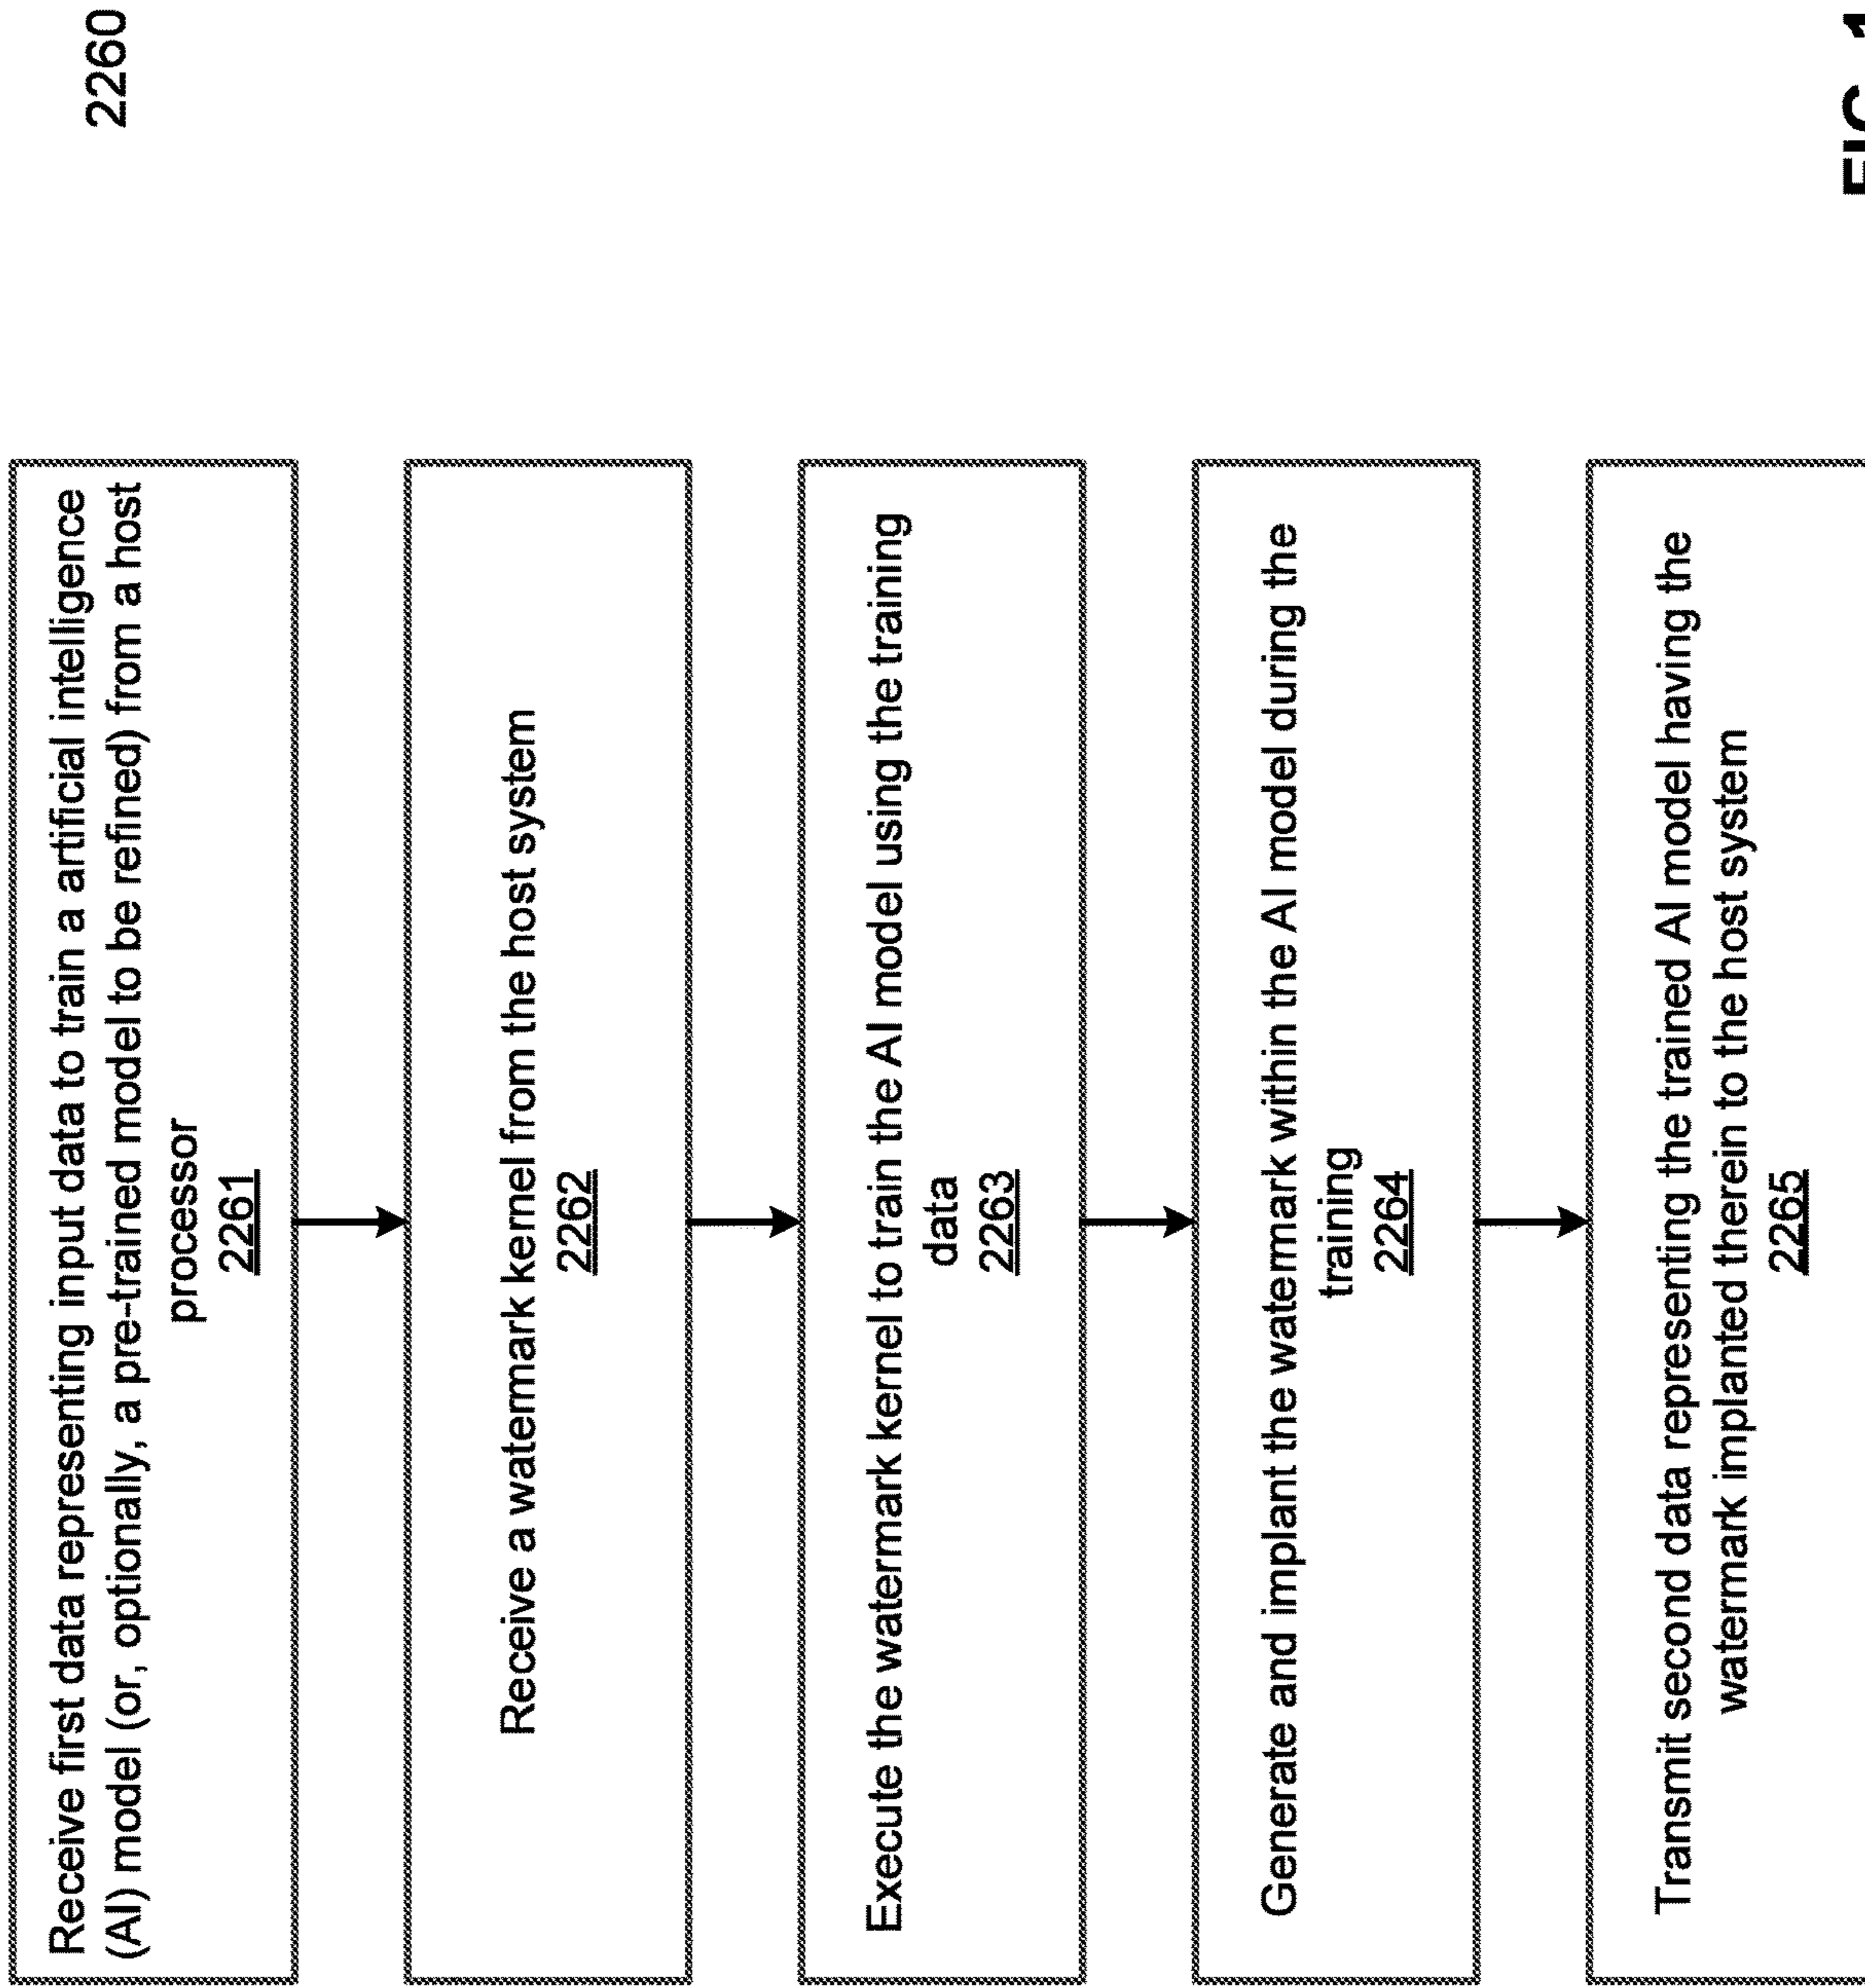 2260
Receive first data representing input data to train a artificial intelligence
(AI) model (or, optionally, a pre-trained model to be refined) from a host
processor
2261
Receive a watermark kernel from the host system
2262
Execute the watermark kernel to train the AI model using the training
data
2263
Generate and implant the watermark within the AI model during the
training
2264
Transmit second data representing the trained AI model having the
watermark implanted therein to the host system
2265
FIG. 1